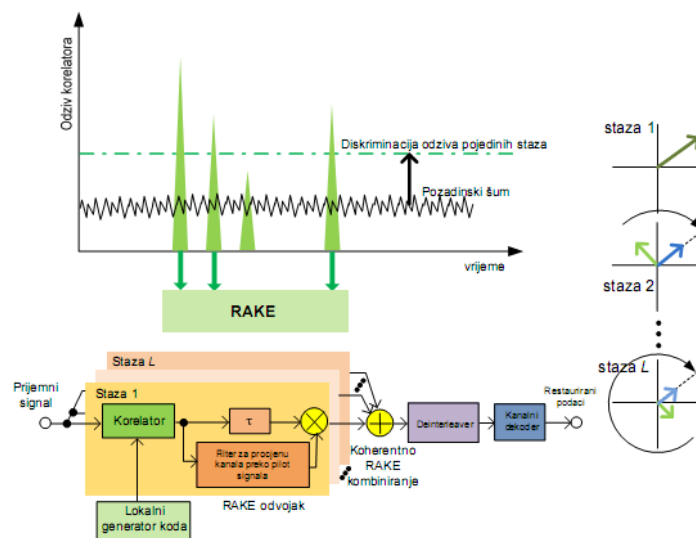 Odziv korelatora
Diskriminacija odziva pojedinih staza
Pozadinski šum
vrijeme
RAKE
staza 1
staza 2
staza L
Staza L
Staza 1
Prijemni
signal
Korelator
τ
Riter za procjenu
kanala preko pilot
signala
RAKE odvojak
Lokalni
generator koda
Koherentno
RAKE
kombiniranje
Deinterleaver
Kanalni
dekoder
Restaurirani
podaci